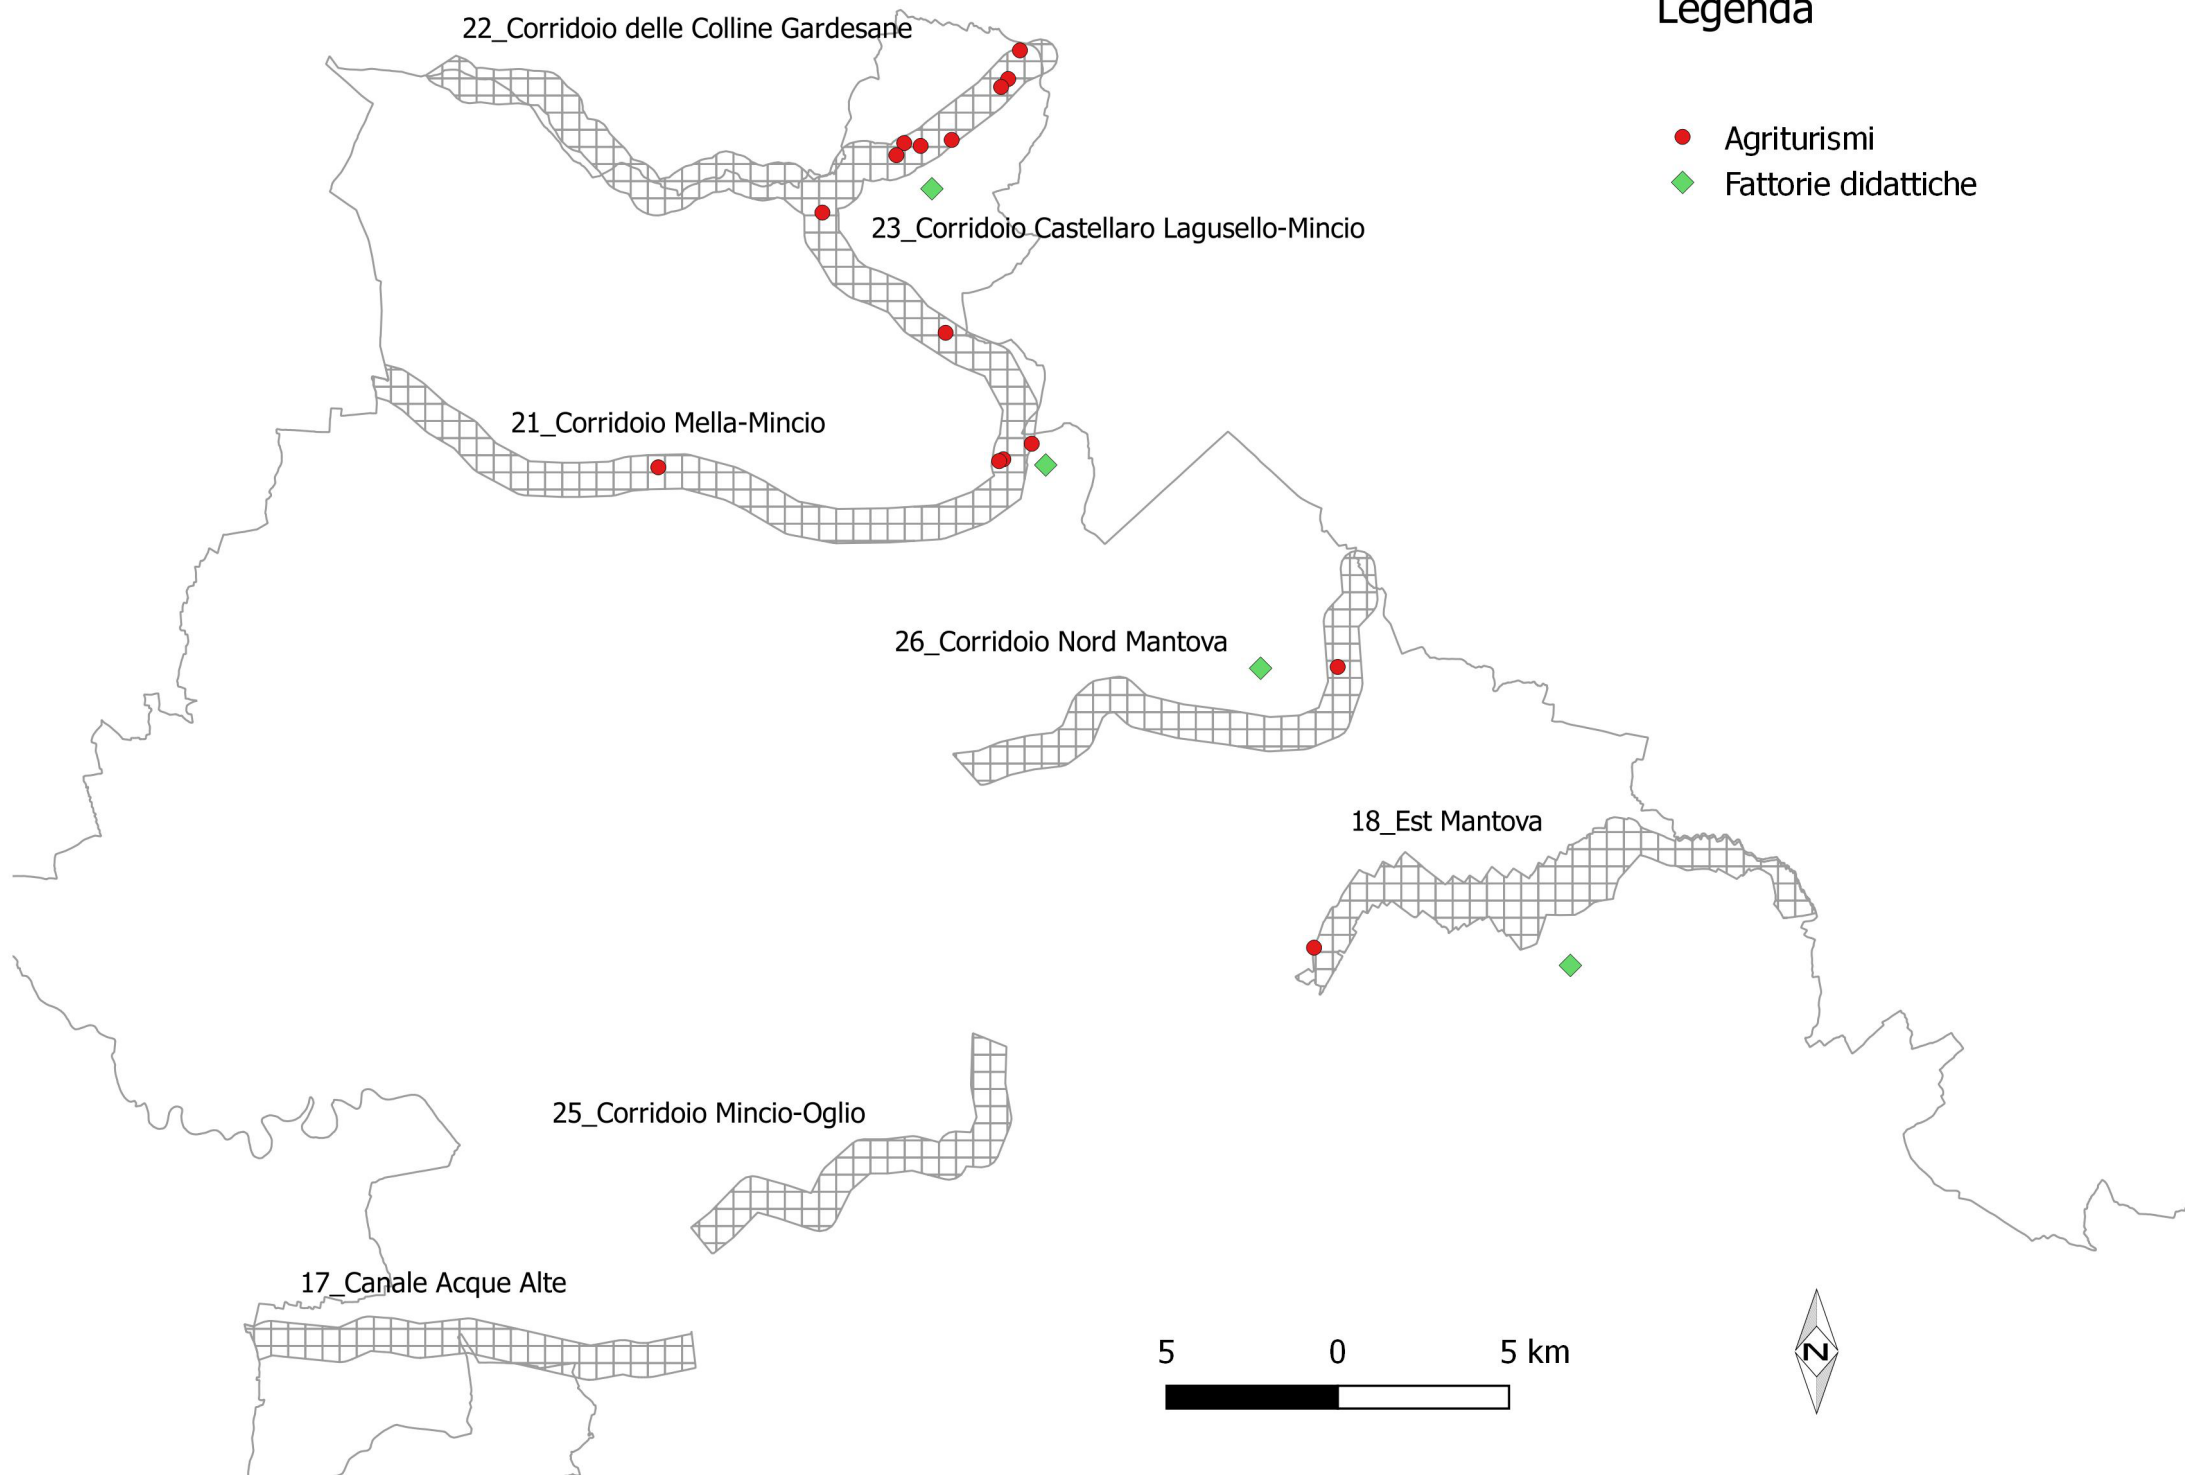 Legenda
22_Corridoio delle Colline Gardesane
Agriturismi
Fattorie didattiche
23_Corridoio Castellaro Lagusello-Mincio
21_Corridoio Mella-Mincio
26_Corridoio Nord Mantova
18_Est Mantova
25_Corridoio Mincio-Oglio
17_Canale Acque Alte
5 0 5 km
N